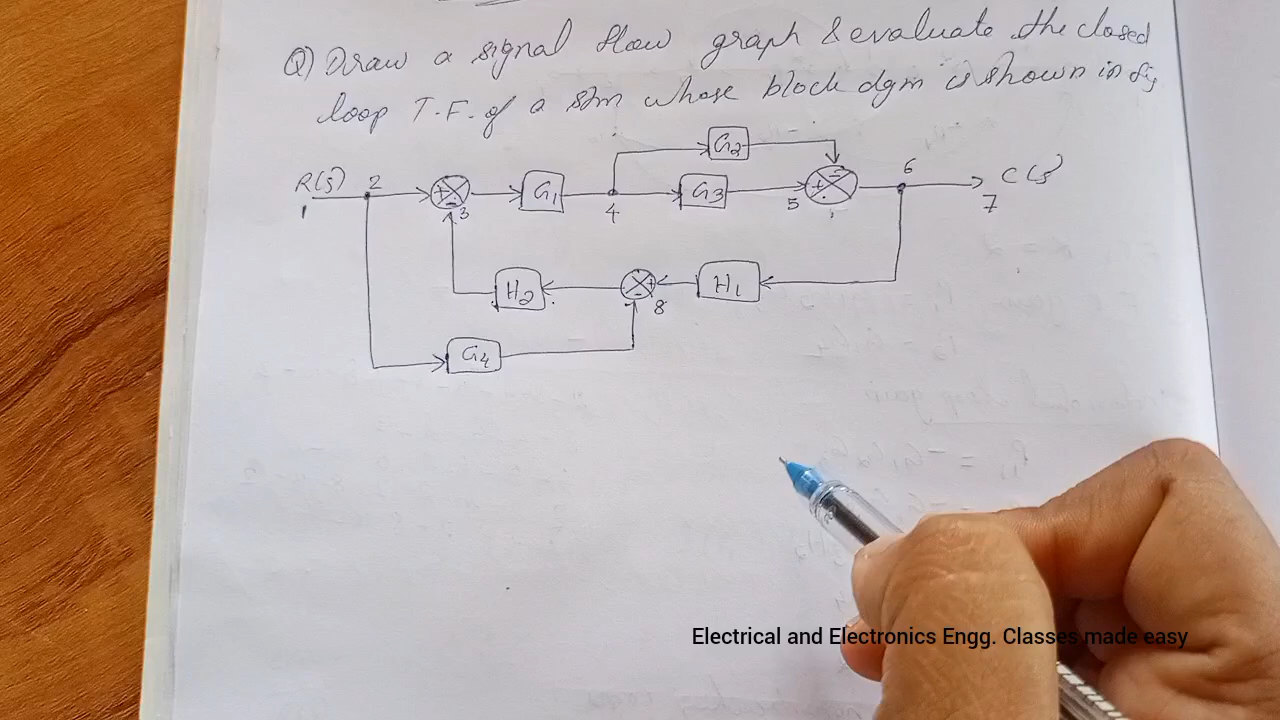 Q) Draw a signal flow graph & evaluate the closed
loop T.F. of a s/m whose block dgm is shown in fig
G2
R(s) 2 + - G1 G3 + - 6 C(s)
1 3 4 5 7
H2 + - H1
8
G4
Electrical and Electronics Engg. Classes made easy